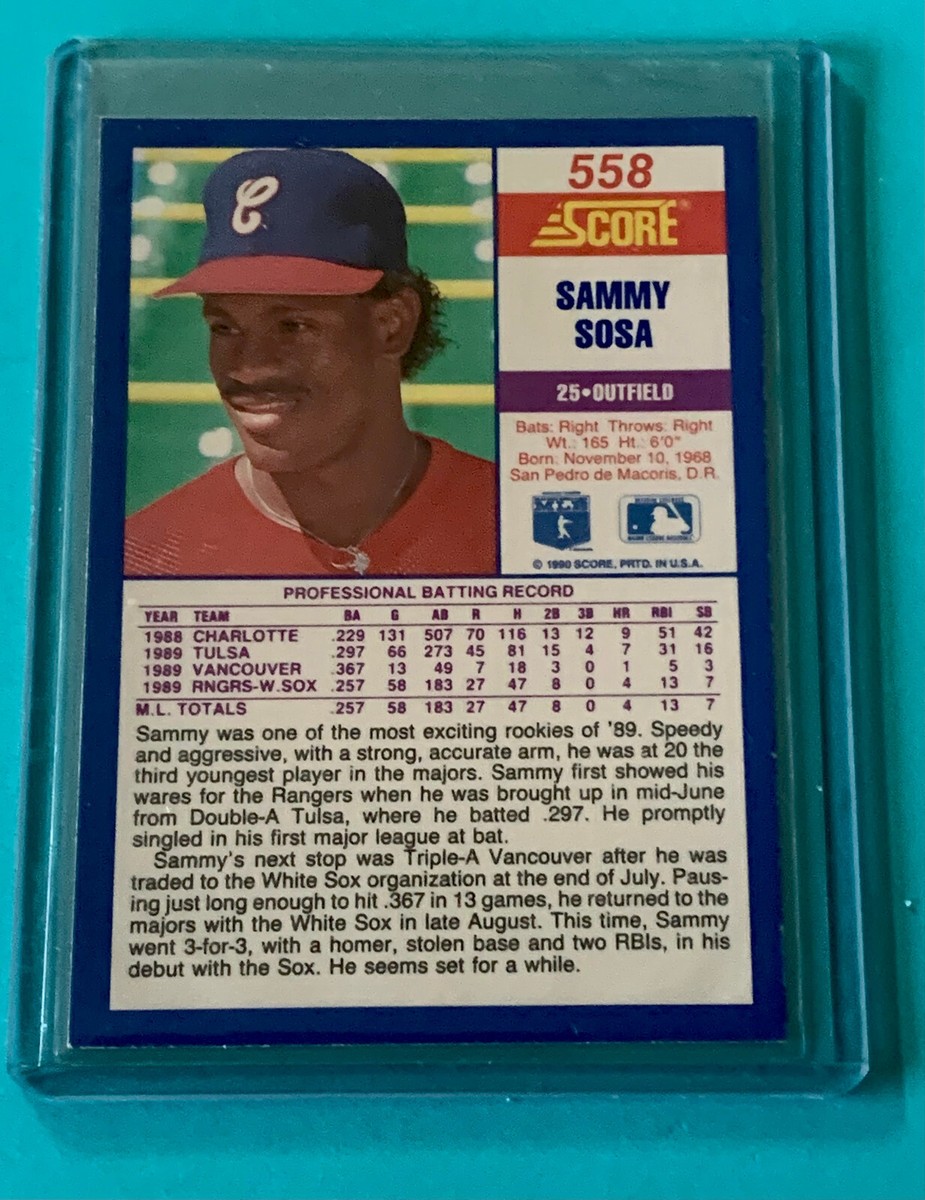 C
558
SCORE®
SAMMY
SOSA
25•OUTFIELD
Bats: Right Throws: Right
Wt.: 165 Ht.: 6'0"
Born: November 10, 1968
San Pedro de Macoris, D.R.
© 1990 SCORE, PRTD. IN U.S.A.
PROFESSIONAL BATTING RECORD
YEAR TEAM BA G AB R H 2B 3B HR RBI SB
1988 CHARLOTTE .229 131 507 70 116 13 12 9 51 42
1989 TULSA .297 66 273 45 81 15 4 7 31 16
1989 VANCOUVER .367 13 49 7 18 3 0 1 5 3
1989 RNGRS-W.SOX .257 58 183 27 47 8 0 4 13 7
M.L. TOTALS .257 58 183 27 47 8 0 4 13 7
Sammy was one of the most exciting rookies of '89. Speedy
and aggressive, with a strong, accurate arm, he was at 20 the
third youngest player in the majors. Sammy first showed his
wares for the Rangers when he was brought up in mid-June
from Double-A Tulsa, where he batted .297. He promptly
singled in his first major league at bat.
Sammy's next stop was Triple-A Vancouver after he was
traded to the White Sox organization at the end of July. Paus-
ing just long enough to hit .367 in 13 games, he returned to the
majors with the White Sox in late August. This time, Sammy
went 3-for-3, with a homer, stolen base and two RBIs, in his
debut with the Sox. He seems set for a while.